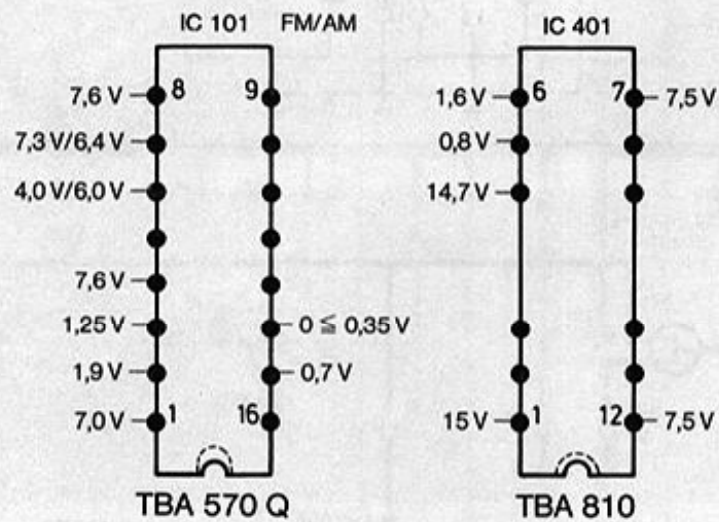 IC 101 FM/AM
IC 401
7,6 V 8 9
7,3 V/6,4 V
4,0 V/6,0 V
7,6 V
1,25 V 0 ≦ 0,35 V
1,9 V 0,7 V
7,0 V 1 16
TBA 570 Q
1,6 V 6 7 7,5 V
0,8 V
14,7 V
15 V 1 12 7,5 V
TBA 810